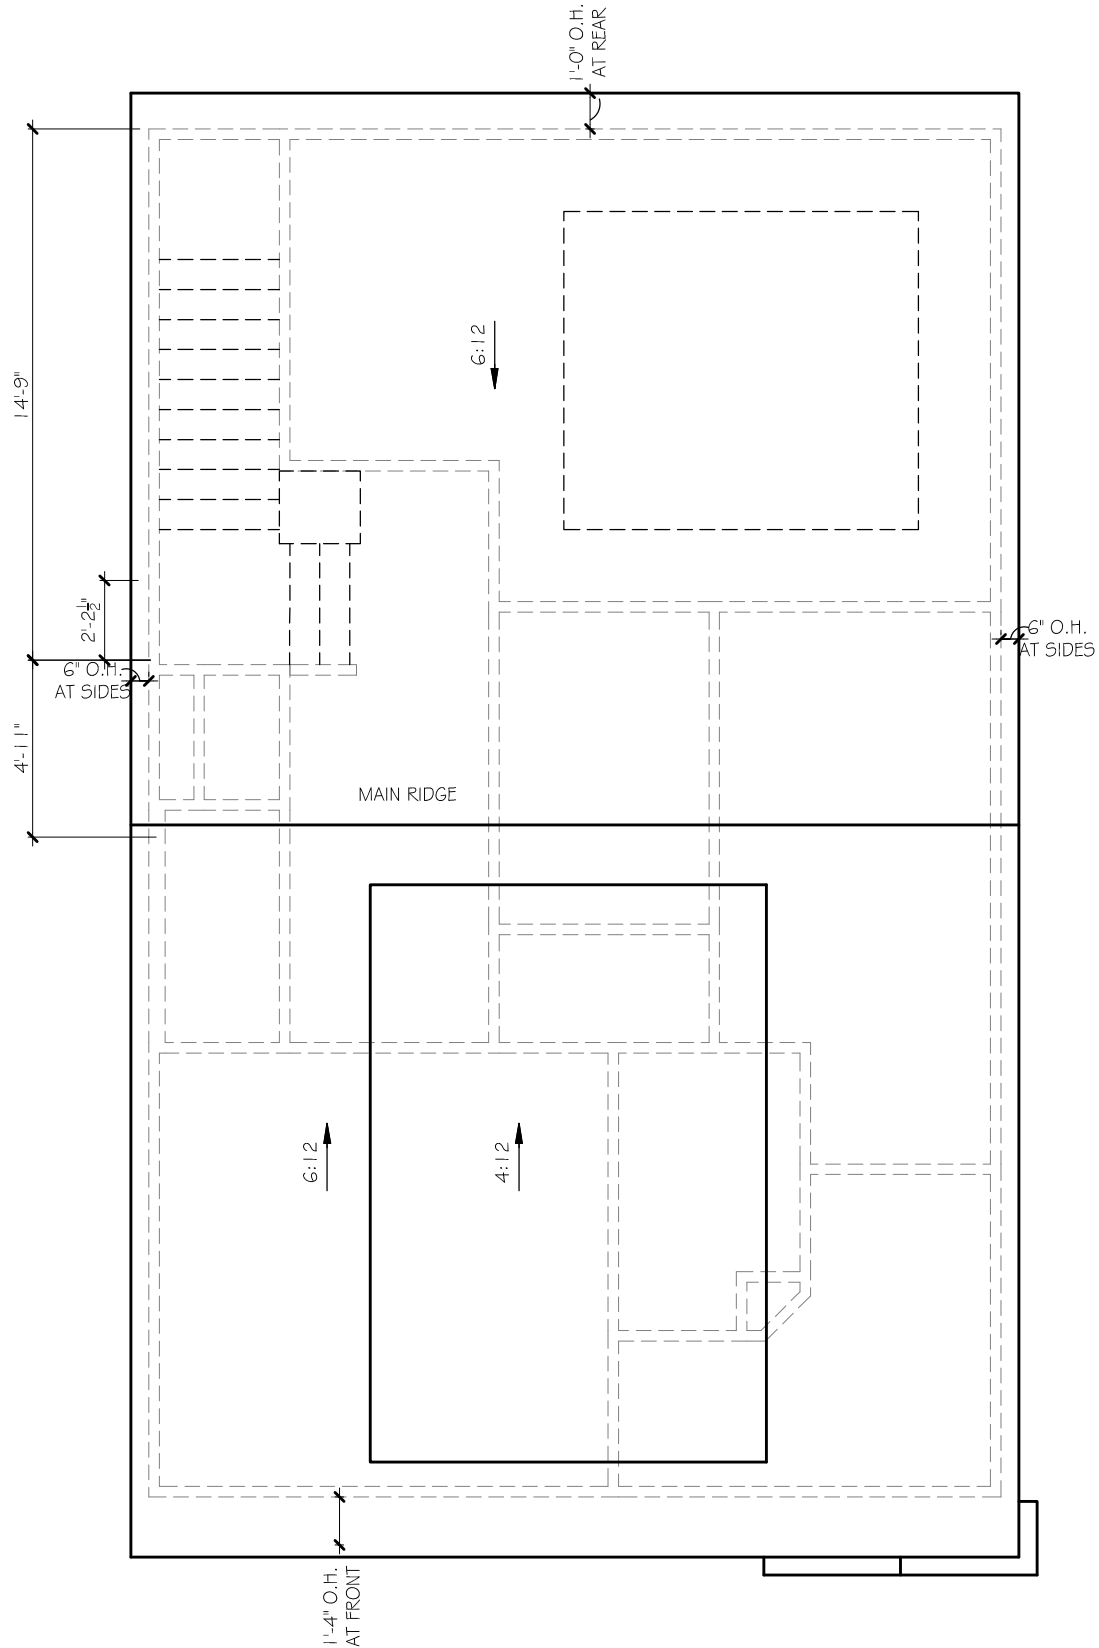 1'-0" O.H.
AT REAR
14'-9"
6:12
2'-2½"
6" O.H.
AT SIDES
6" O.H.
AT SIDES
4'-11"
MAIN RIDGE
6:12
4:12
1'-4" O.H.
AT FRONT